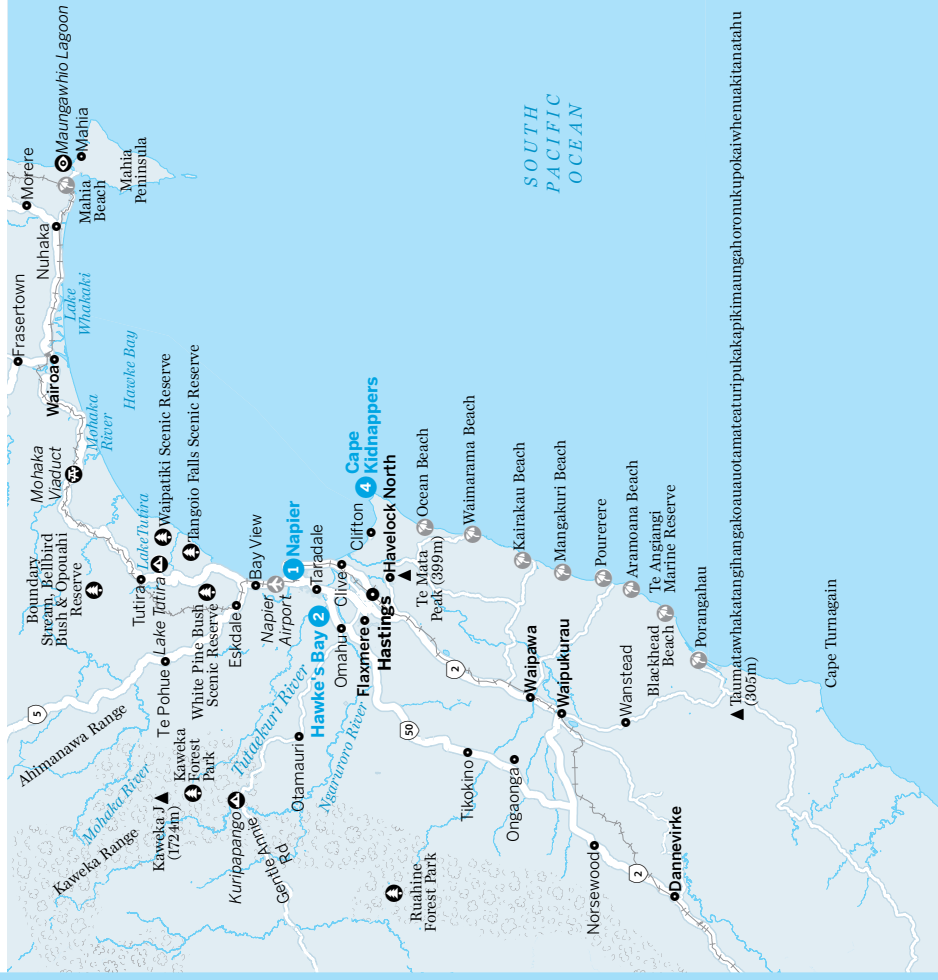 Frasertown
Morere
Nuhaka
Wairoa
Maungawhio Lagoon
Mahia
Mahia
Beach
Mahia
Peninsula
Lake
Whakaki
Mohaka
Viaduct
Mohaka
River
Hawke Bay
Boundary
Stream, Bellbird
Bush & Opouahi
Reserve
5
Ahimanawa Range
Tutira
Lake Tutira
Lake Tutira
Waipatiki Scenic Reserve
Te Pohue
Tangoio Falls Scenic Reserve
White Pine Bush
Scenic Reserve
Mohaka River
Kaweka Range
Kaweka J
(1724m)
Kaweka
Forest
Park
Eskdale
Bay View
Napier
Airport
1 Napier
Tutaekuri River
Kuripapango
Gentle Annie
Rd
Otamauri
Hawke's Bay 2
Taradale
Ngaruroro River
Omahu
Clive
Clifton
4
Cape
Kidnappers
Flaxmere
Hastings
Havelock North
Te Mata
Peak (399m)
Ocean Beach
Ruahine
Forest Park
50
2
Waimarama Beach
Tikokino
Ongaonga
Waipawa
Kairakau Beach
Waipukurau
Mangakuri Beach
Pourerere
Norsewood
Wanstead
Aramoana Beach
2
Te Angiangi
Marine Reserve
Blackhead
Beach
Dannevirke
Porangahau
Taumatawhakatangihangakoauauotamateaturipukakapikimaungahoronukupokaiwhenuakitanatahu
(305m)
Cape Turnagain
SOUTH
PACIFIC
OCEAN